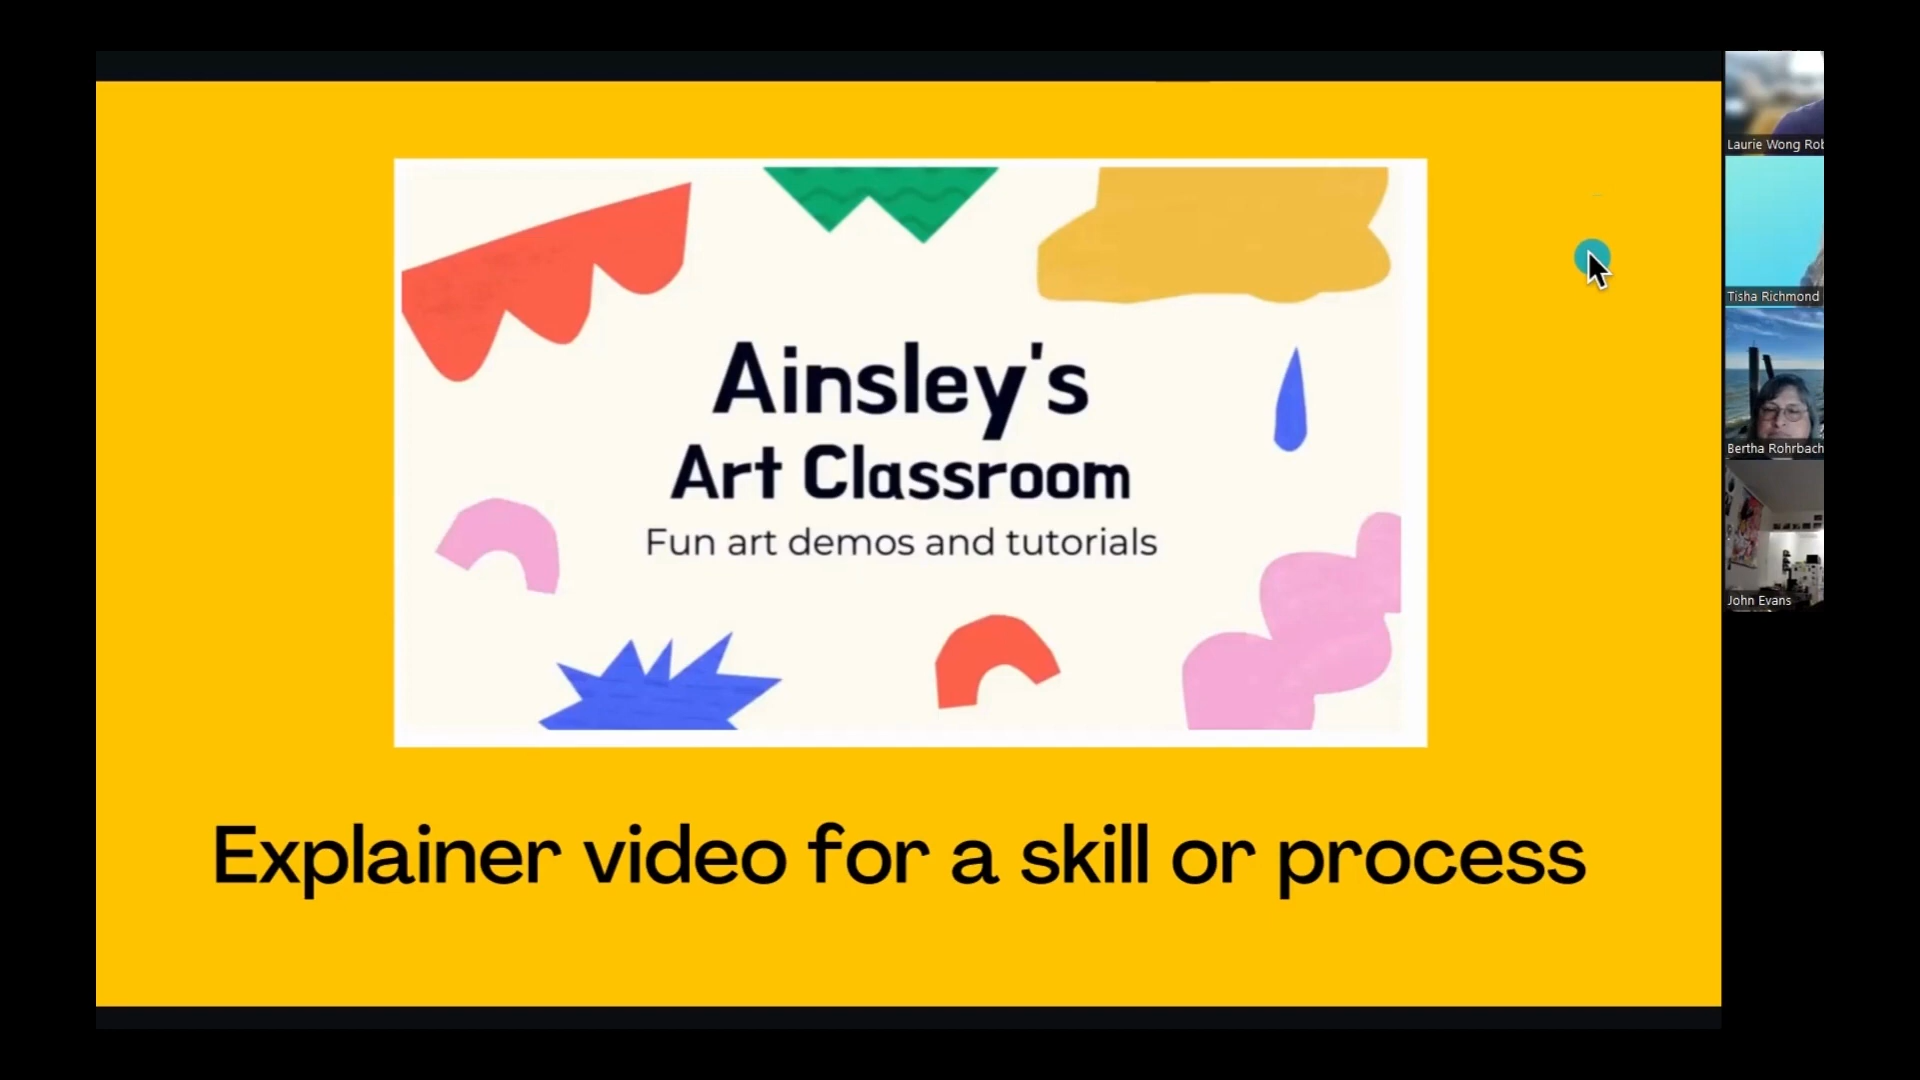 Ainsley's
Art Classroom
Fun art demos and tutorials
Explainer video for a skill or process
Laurie Wong
Tisha Richmond
Bertha Rohrbach
John Evans